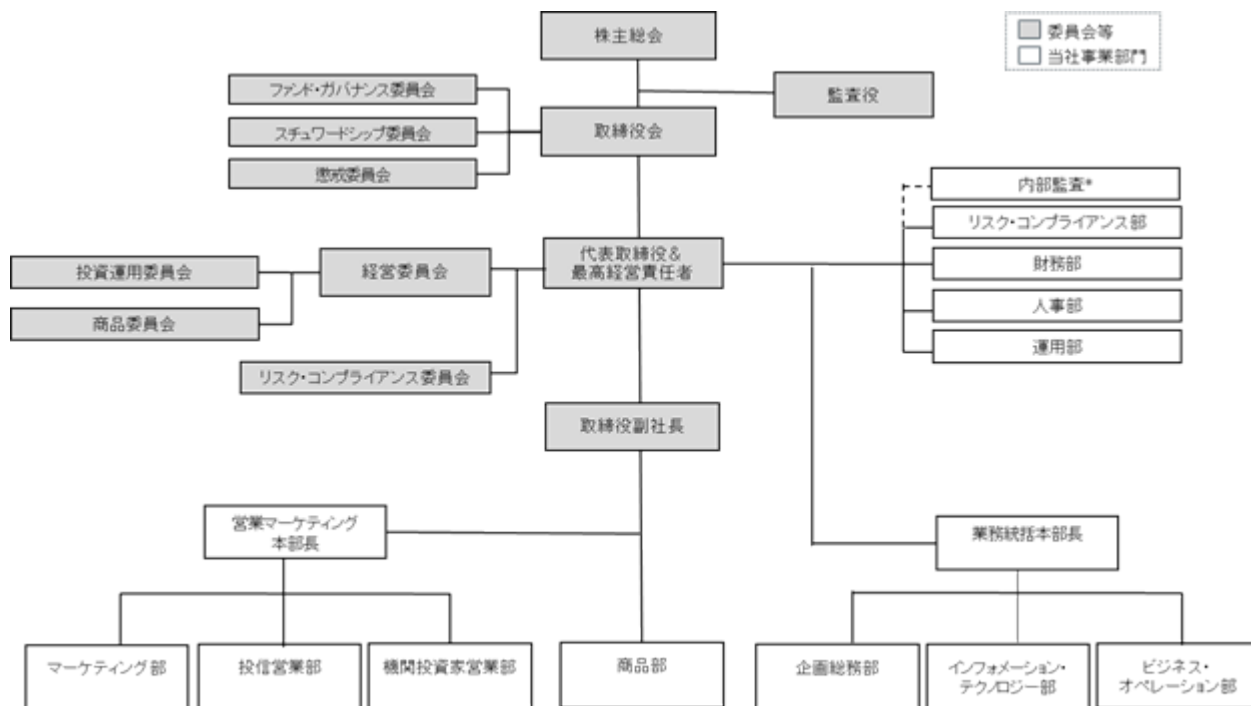 株主総会
委員会等
当社事業部門
ファンド・ガバナンス委員会
監査役
スチュワードシップ委員会
取締役会
懲戒委員会
内部監査*
リスク・コンプライアンス部
投資運用委員会
経営委員会
代表取締役&
最高経営責任者
財務部
人事部
商品委員会
運用部
リスク・コンプライアンス委員会
取締役副社長
営業マーケティング
本部長
業務統括本部長
マーケティング部
投信営業部
機関投資家営業部
商品部
企画総務部
インフォメーション・
テクノロジー部
ビジネス・
オペレーション部